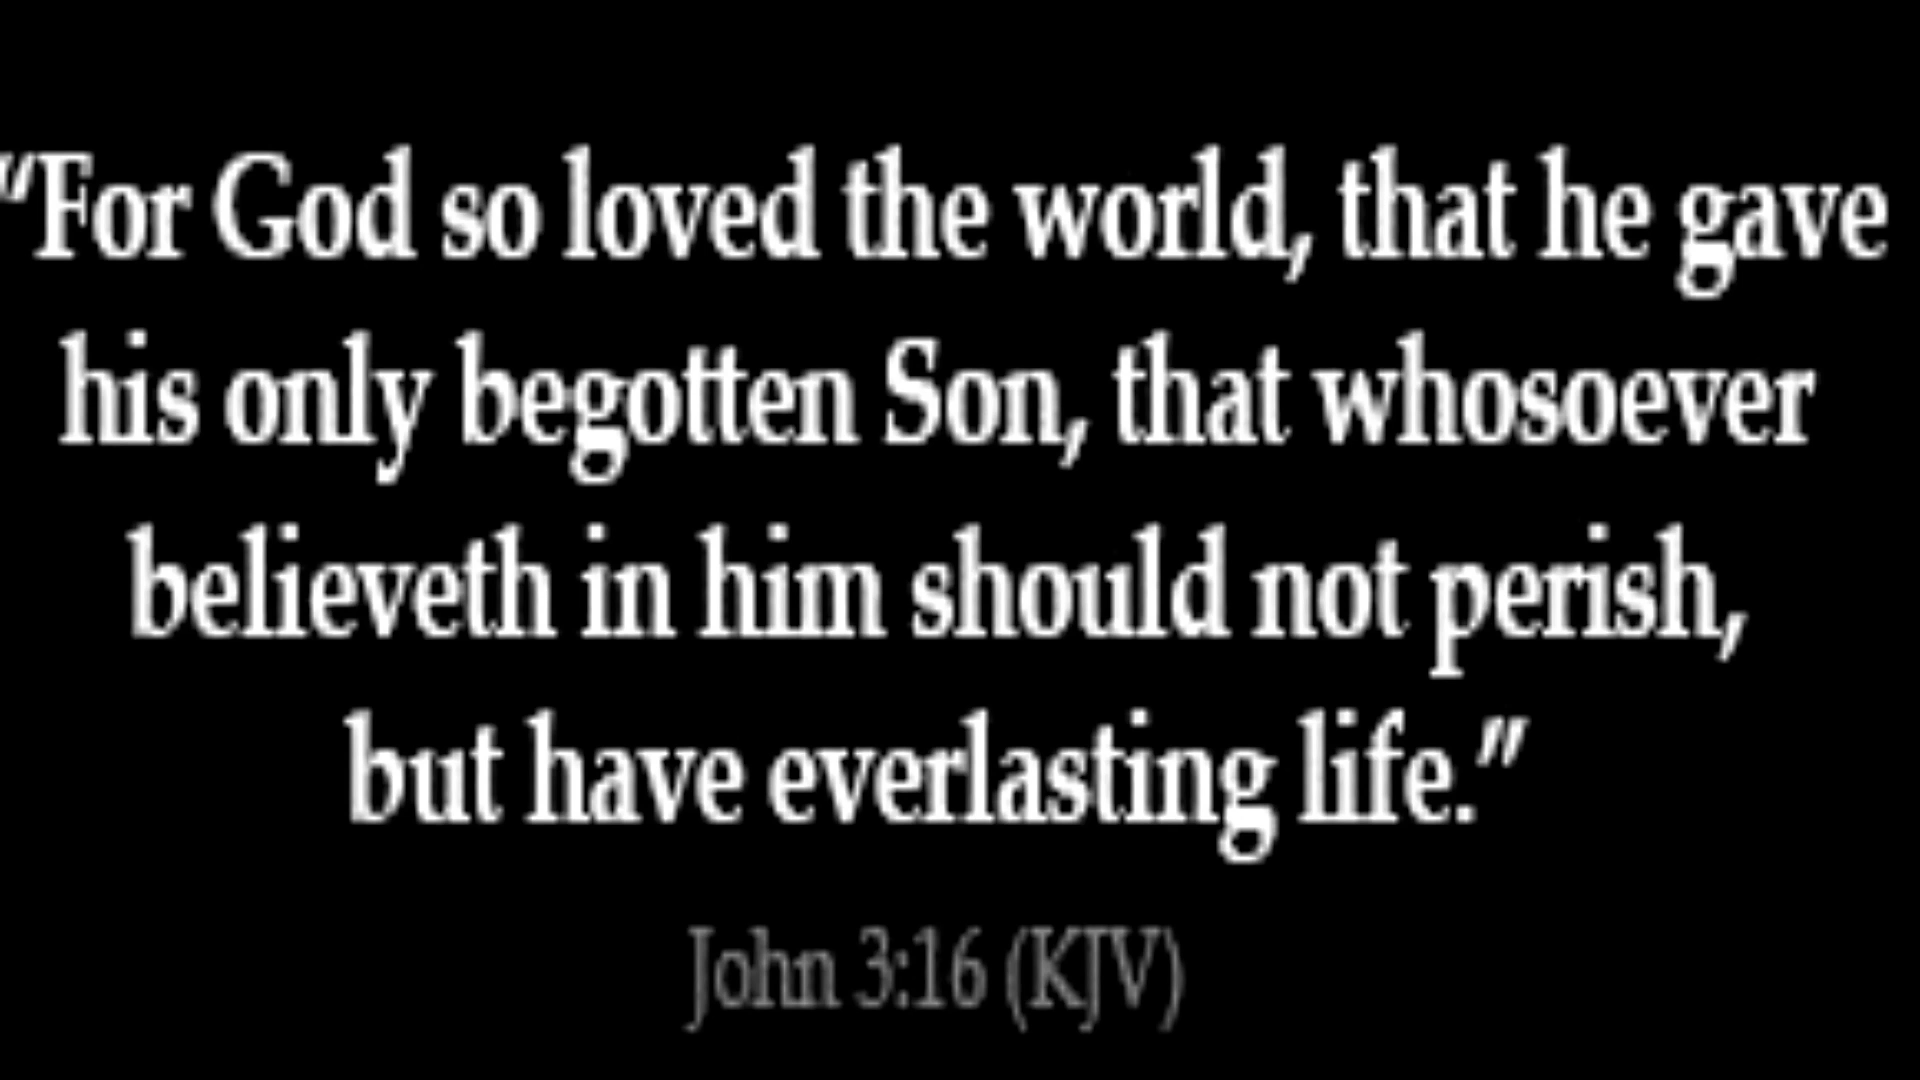 “For God so loved the world, that he gave
his only begotten Son, that whosoever
believeth in him should not perish,
but have everlasting life.”
John 3:16 (KJV)